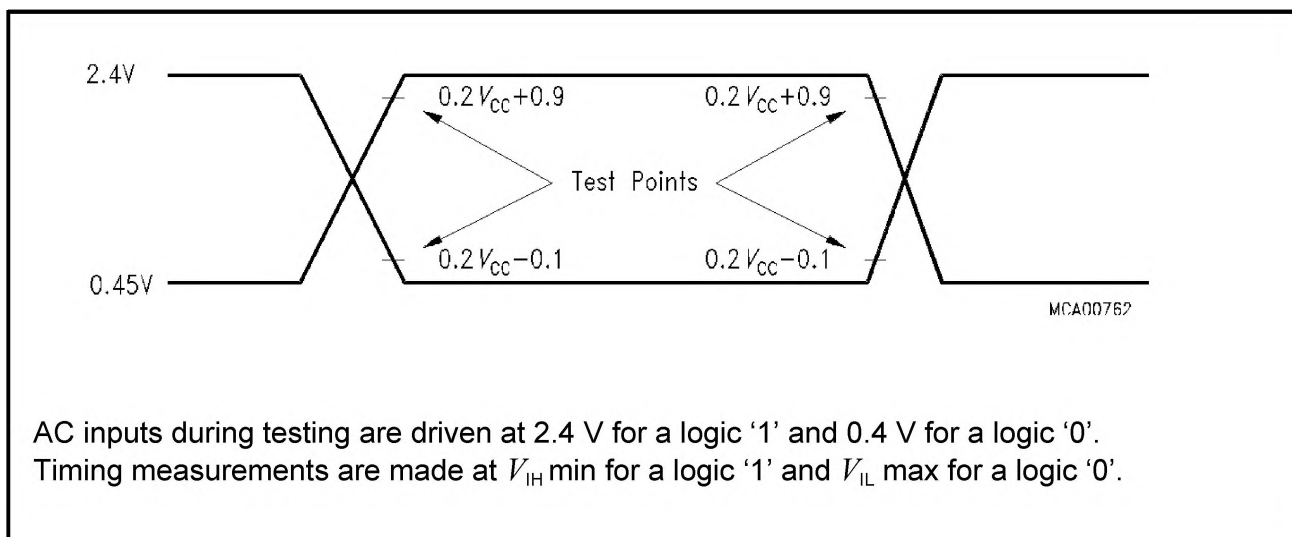 2.4V
0.2 VCC+0.9 0.2 VCC+0.9
Test Points
0.2 VCC−0.1 0.2 VCC−0.1
0.45V
MCA00762
AC inputs during testing are driven at 2.4 V for a logic ‘1’ and 0.4 V for a logic ‘0’.
Timing measurements are made at VIH min for a logic ‘1’ and VIL max for a logic ‘0’.